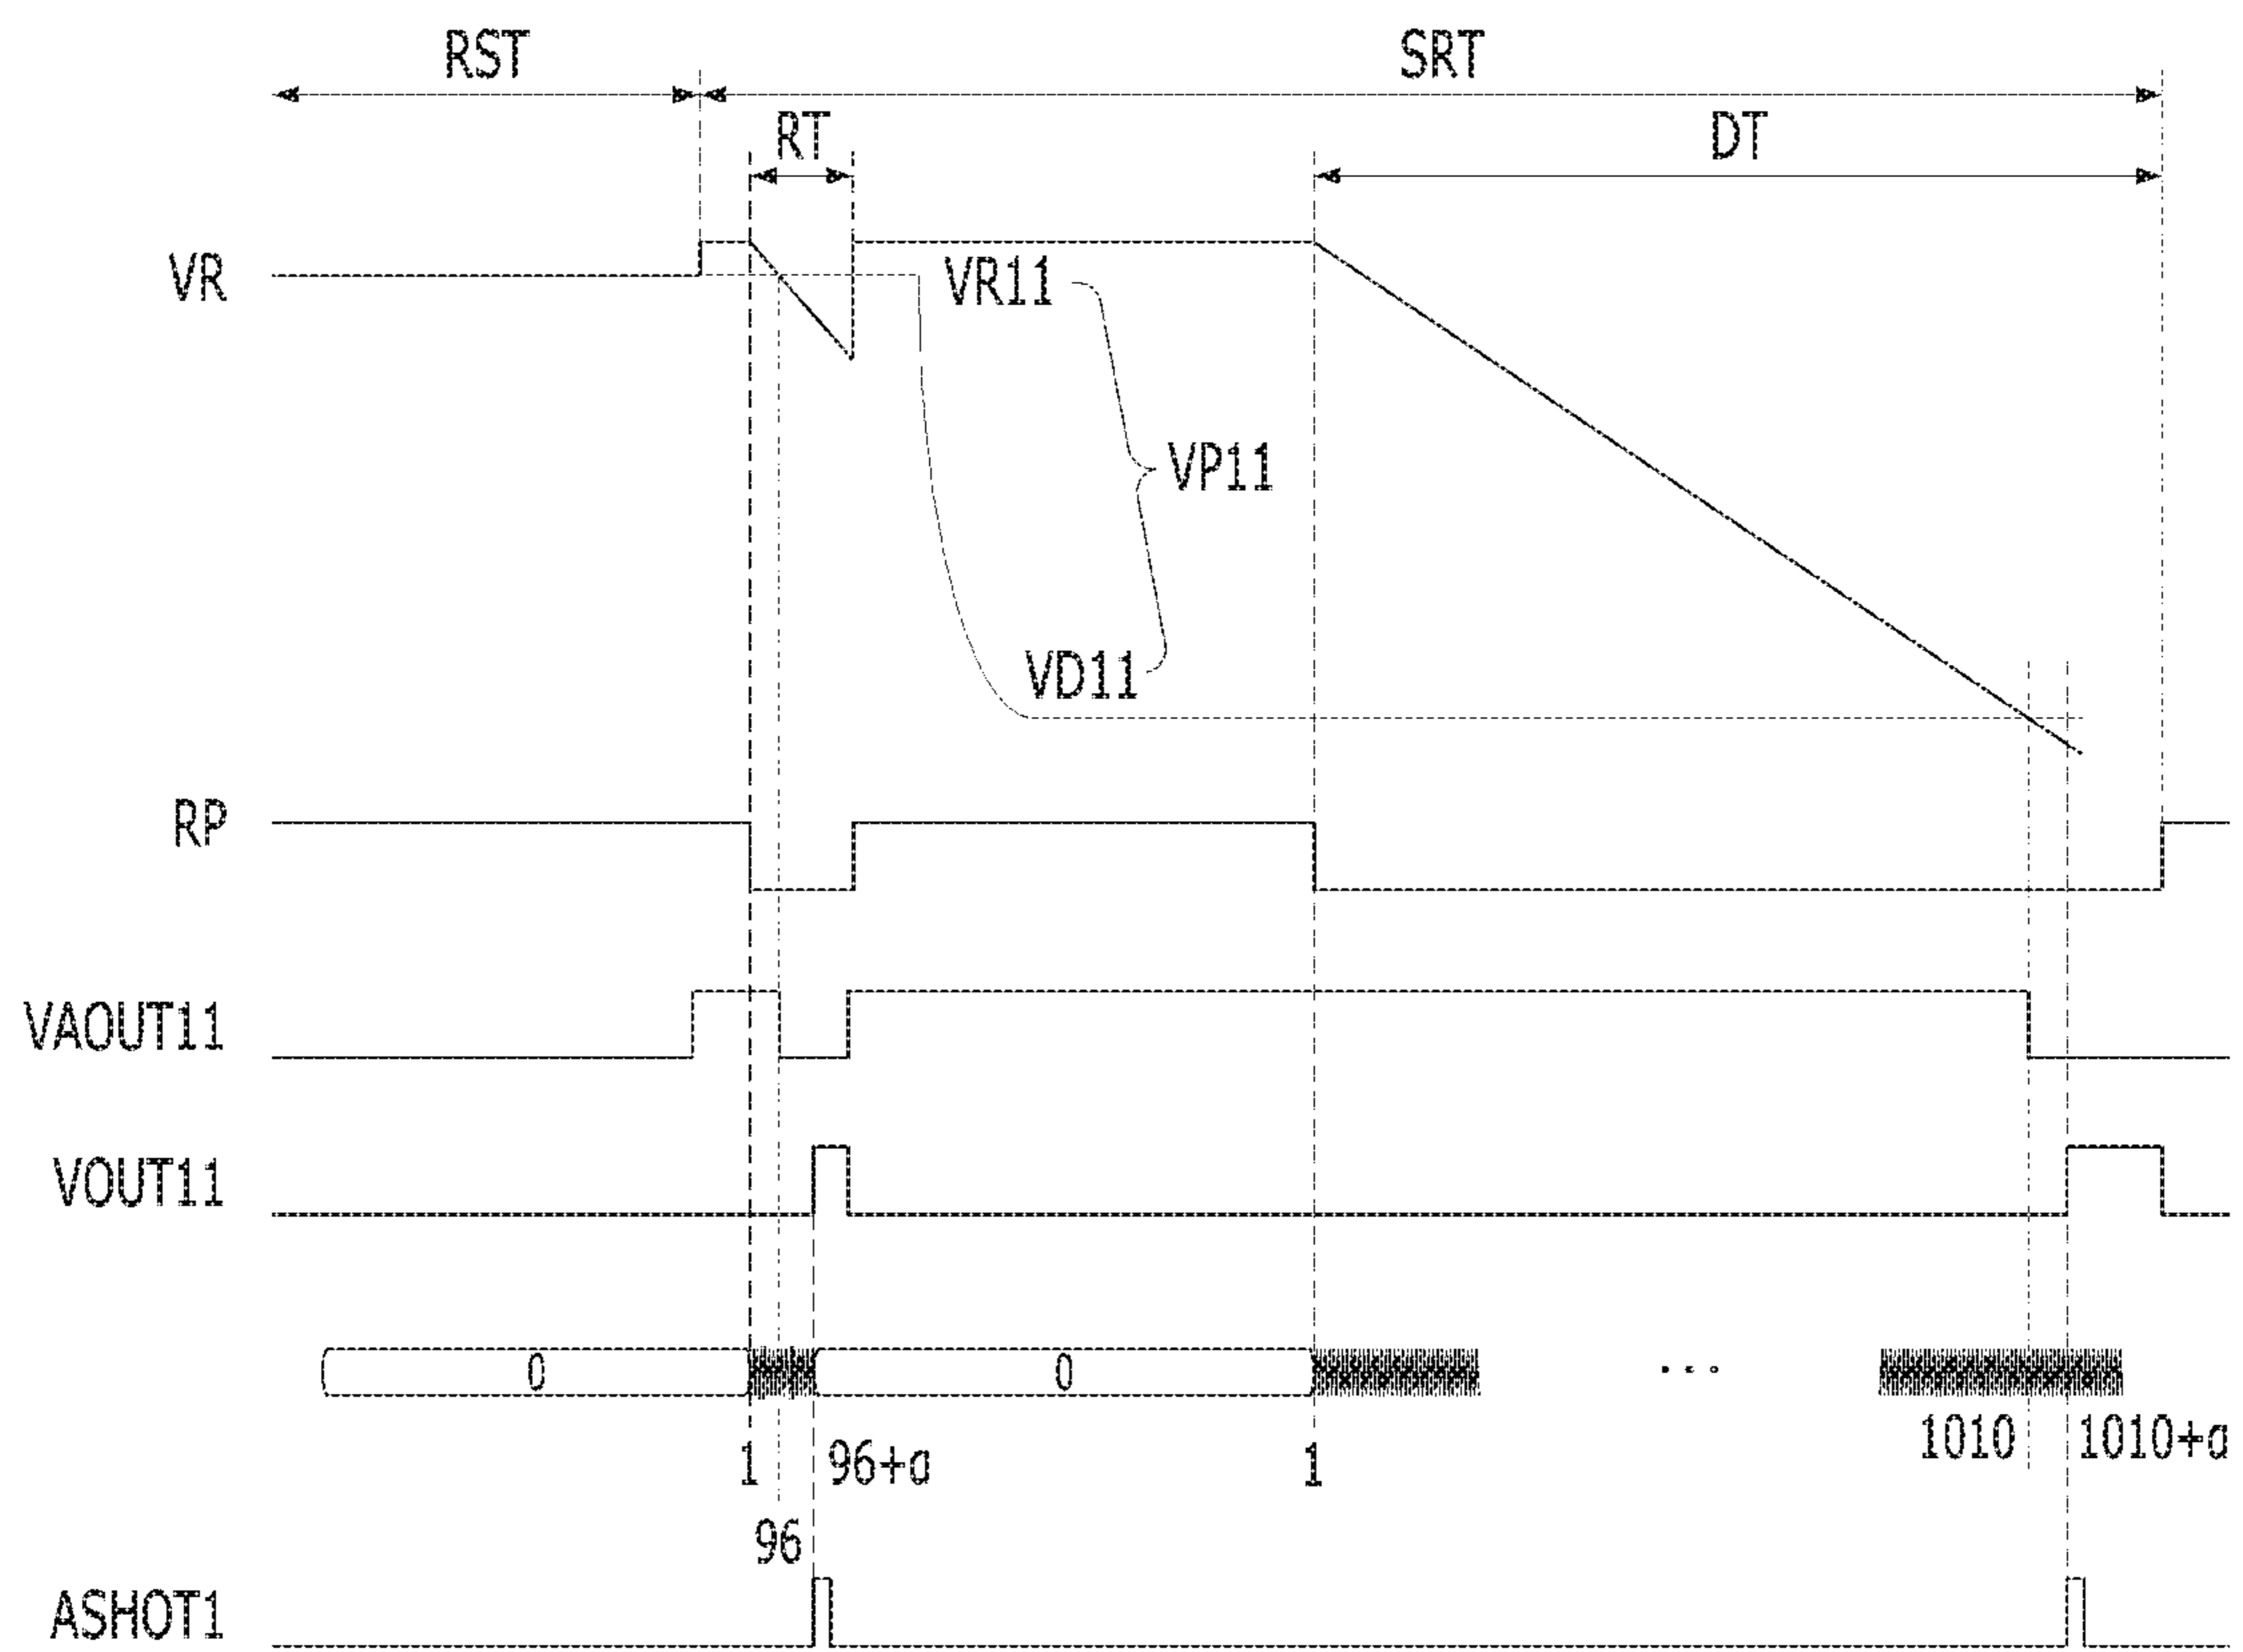 RST
SRT
RT
DT
VR
VR11
VP11
VD11
RP
VAOUT11
VOUT11
0
0
1
96+a
1
1010
1010+a
96
ASHOT1